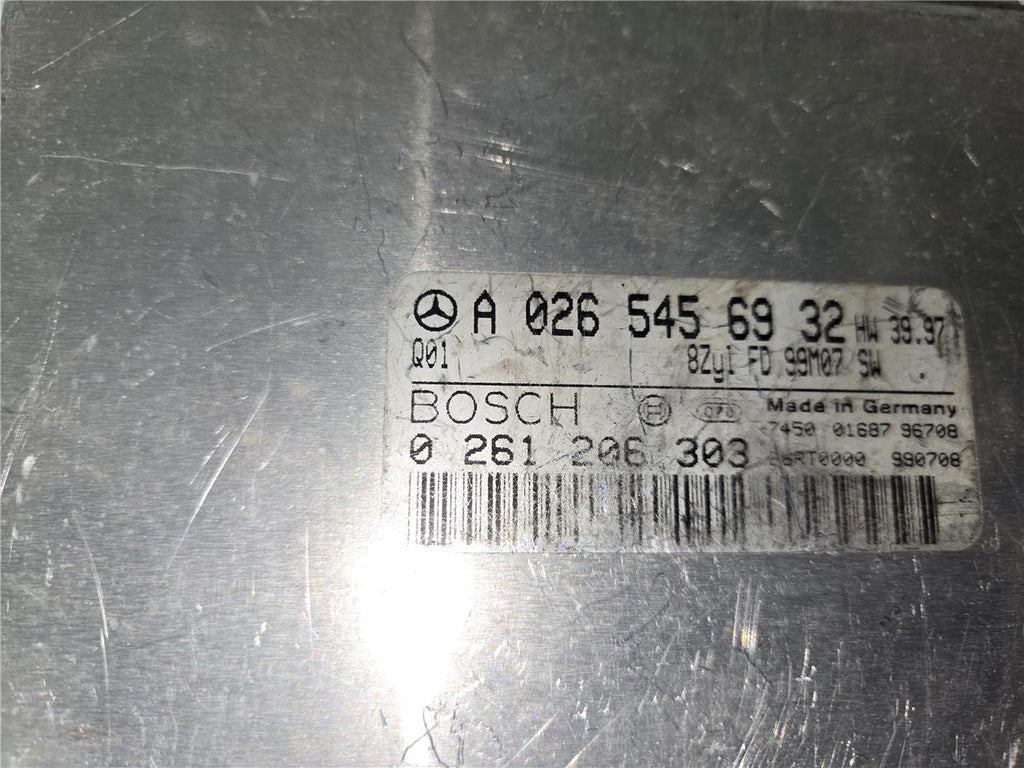 A 026 545 69 32 HW 39.97
Q01 8Zyl FD 99M07 SW
BOSCH H Made in Germany
7450 01687 96708
0 261 206 303 26RT0000 990708